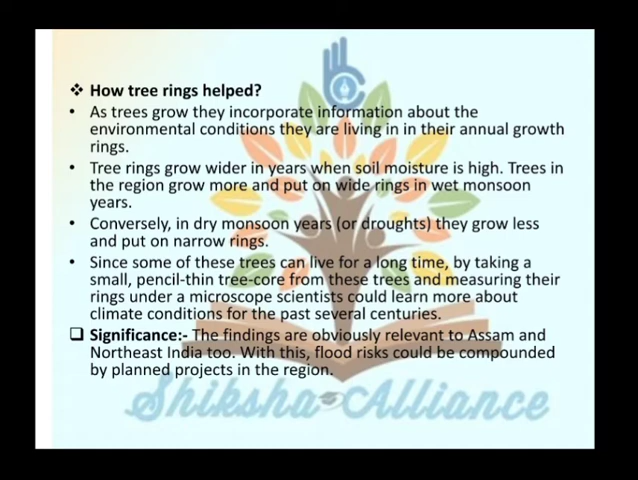 ❖ How tree rings helped?
• As trees grow they incorporate information about the
environmental conditions they are living in in their annual growth
rings.
• Tree rings grow wider in years when soil moisture is high. Trees in
the region grow more and put on wide rings in wet monsoon
years.
• Conversely, in dry monsoon years (or droughts) they grow less
and put on narrow rings.
• Since some of these trees can live for a long time, by taking a
small, pencil-thin tree-core from these trees and measuring their
rings under a microscope scientists could learn more about
climate conditions for the past several centuries.
❑ Significance:- The findings are obviously relevant to Assam and
Northeast India too. With this, flood risks could be compounded
by planned projects in the region.
Shiksha Alliance